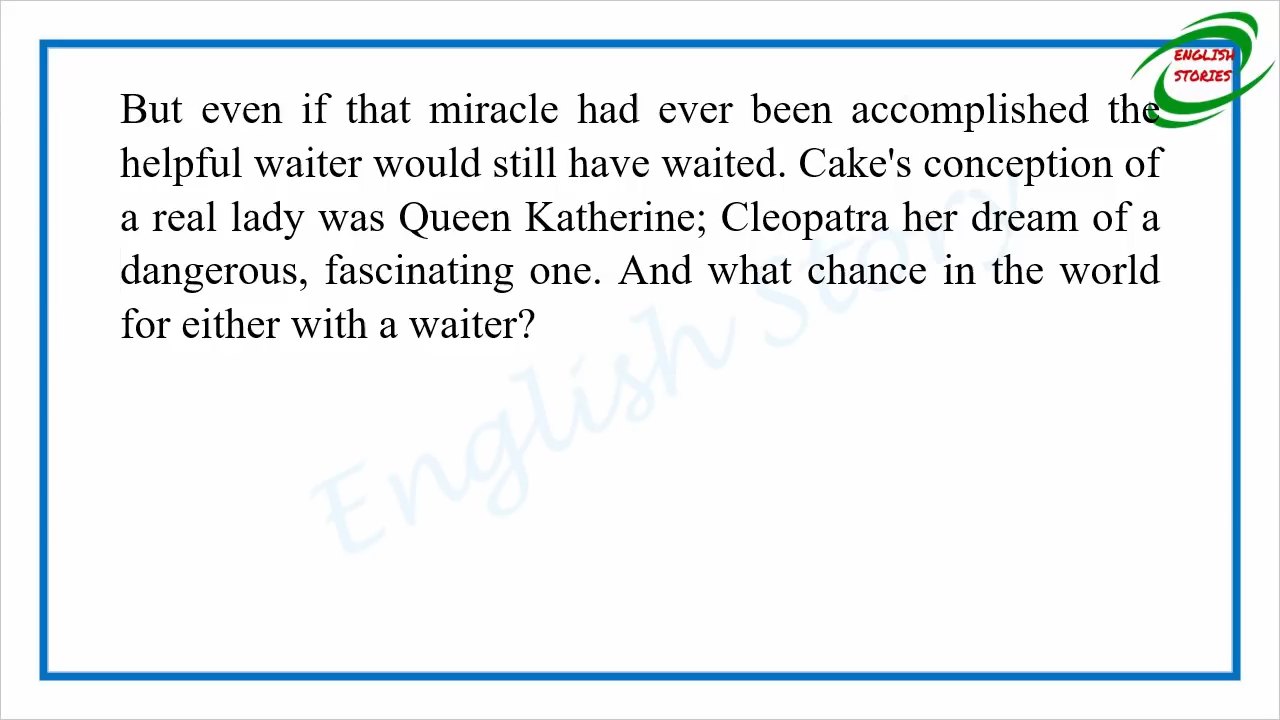 ENGLISH
STORIES
But even if that miracle had ever been accomplished the
helpful waiter would still have waited. Cake's conception of
a real lady was Queen Katherine; Cleopatra her dream of a
dangerous, fascinating one. And what chance in the world
for either with a waiter?
English Story